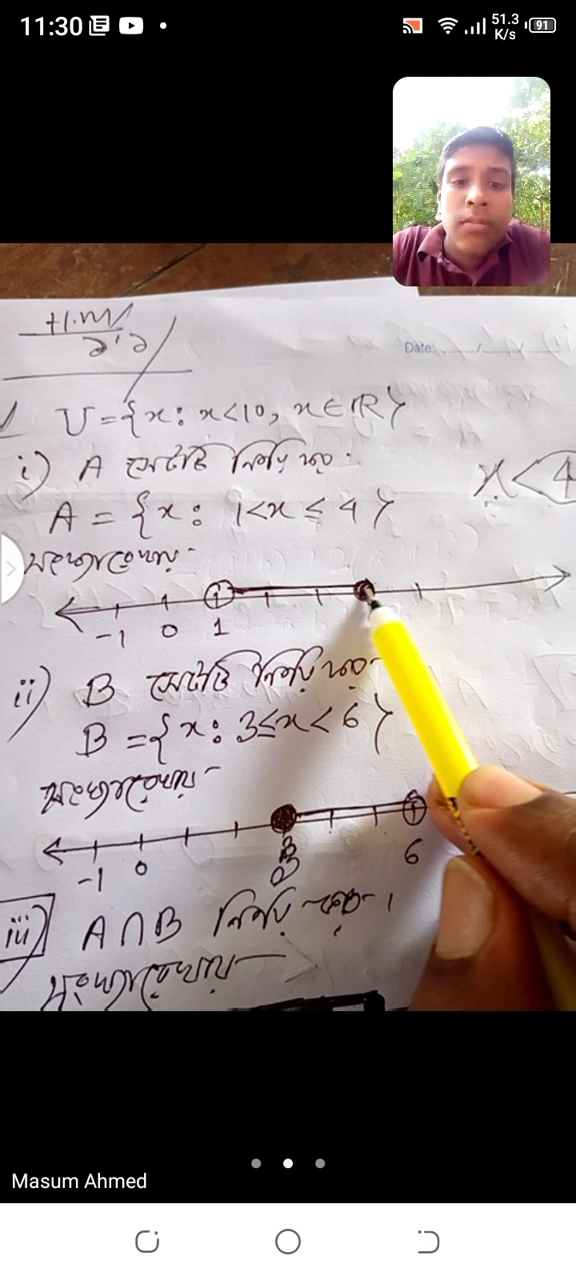 11:30
51.3
K/s
91
Date:
U = {x : x<10, x∈ℝ}
i) A সেটটি নির্ণয় কর.
x<4
A = {x : 1<x ≤ 4}
সংখ্যারেখায়-
-1 0 1
ii) B সেটটি নির্ণয় কর-
B = {x : 3≤x<6}
সংখ্যারেখায়-
-1 0 3 6
iii) A∩B নির্ণয় কর।
সংখ্যারেখায়-
Masum Ahmed